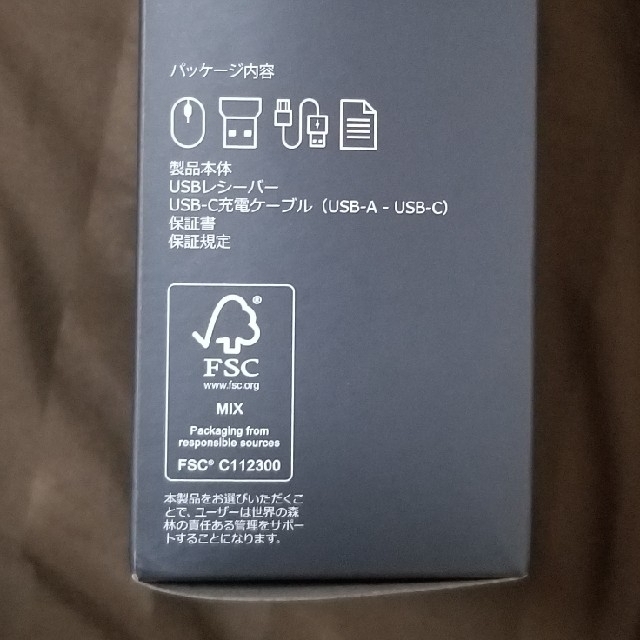 パッケージ内容
製品本体
USBレシーバー
USB-C充電ケーブル（USB-A - USB-C）
保証書
保証規定
®
FSC
www.fsc.org
MIX
Packaging from
responsible sources
FSC® C112300
本製品をお選びいただくこ
とで、ユーザーは世界の森
林の責任ある管理をサポー
トすることになります。